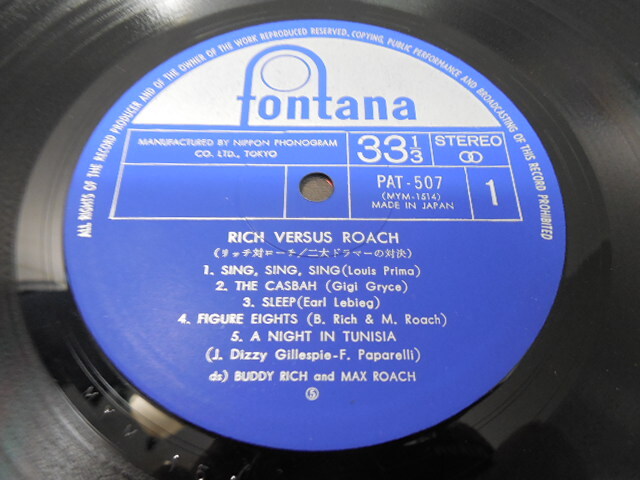 ALL RIGHTS OF THE RECORD PRODUCER AND OF THE OWNER OF THE WORK REPRODUCED RESERVED. COPYING, PUBLIC PERFORMANCE AND BROADCASTING OF THIS RECORD PROHIBITED
fontana
MANUFACTURED BY NIPPON PHONOGRAM
CO. LTD., TOKYO
33 1/3
STEREO
PAT-507
(MYM-1514)
MADE IN JAPAN
1
RICH VERSUS ROACH
(リッチ対ローチ/二大ドラマーの対決)
1. SING, SING, SING (Louis Prima)
2. THE CASBAH (Gigi Gryce)
3. SLEEP (Earl Lebieg)
4. FIGURE EIGHTS (B. Rich & M. Roach)
5. A NIGHT IN TUNISIA
(J. Dizzy Gillespie-F. Paparelli)
ds) BUDDY RICH and MAX ROACH